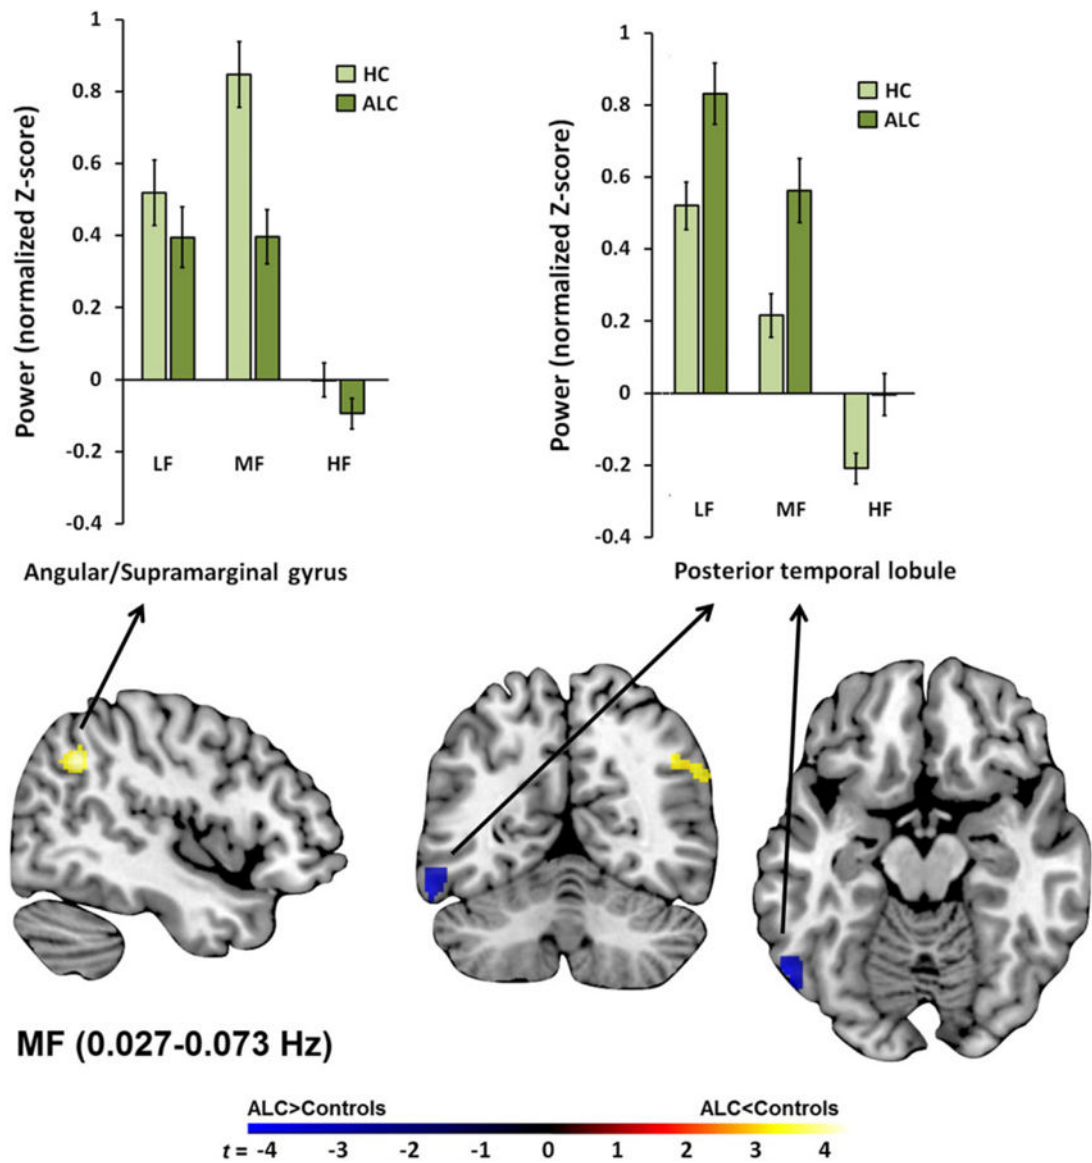 Power (normalized Z-score)
1
0.8
0.6
0.4
0.2
0
-0.2
-0.4
HC
ALC
LF MF HF
Power (normalized Z-score)
1
0.8
0.6
0.4
0.2
0
-0.2
-0.4
HC
ALC
LF MF HF
Angular/Supramarginal gyrus
Posterior temporal lobule
MF (0.027-0.073 Hz)
ALC>Controls ALC<Controls
t = -4 -3 -2 -1 0 1 2 3 4